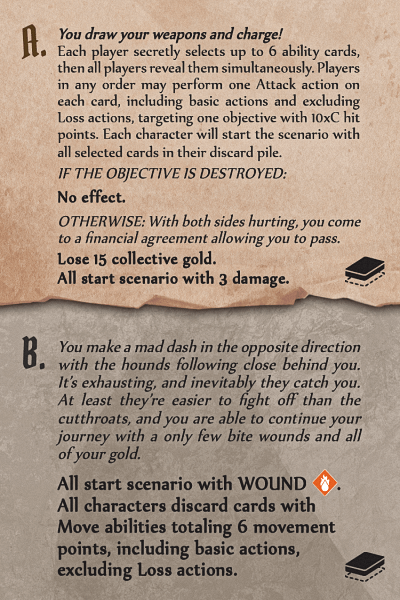 A.
You draw your weapons and charge!
Each player secretly selects up to 6 ability cards,
then all players reveal them simultaneously. Players
in any order may perform one Attack action on
each card, including basic actions and excluding
Loss actions, targeting one objective with 10xC hit
points. Each character will start the scenario with
all selected cards in their discard pile.
IF THE OBJECTIVE IS DESTROYED:
No effect.
OTHERWISE: With both sides hurting, you come
to a financial agreement allowing you to pass.
Lose 15 collective gold.
All start scenario with 3 damage.
B.
You make a mad dash in the opposite direction
with the hounds following close behind you.
It's exhausting, and inevitably they catch you.
At least they're easier to fight off than the
cutthroats, and you are able to continue your
journey with a only few bite wounds and all
of your gold.
All start scenario with WOUND .
All characters discard cards with
Move abilities totaling 6 movement
points, including basic actions,
excluding Loss actions.